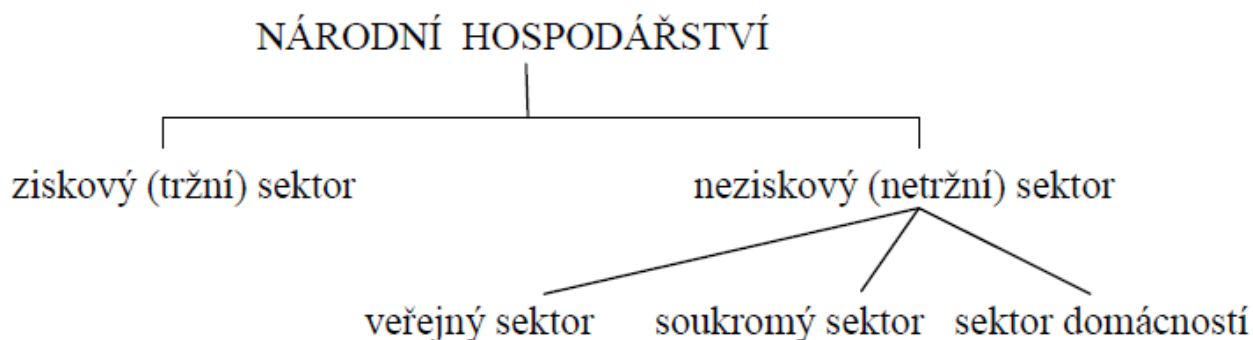 NÁRODNÍ HOSPODÁŘSTVÍ
ziskový (tržní) sektor neziskový (netržní) sektor
veřejný sektor soukromý sektor sektor domácností